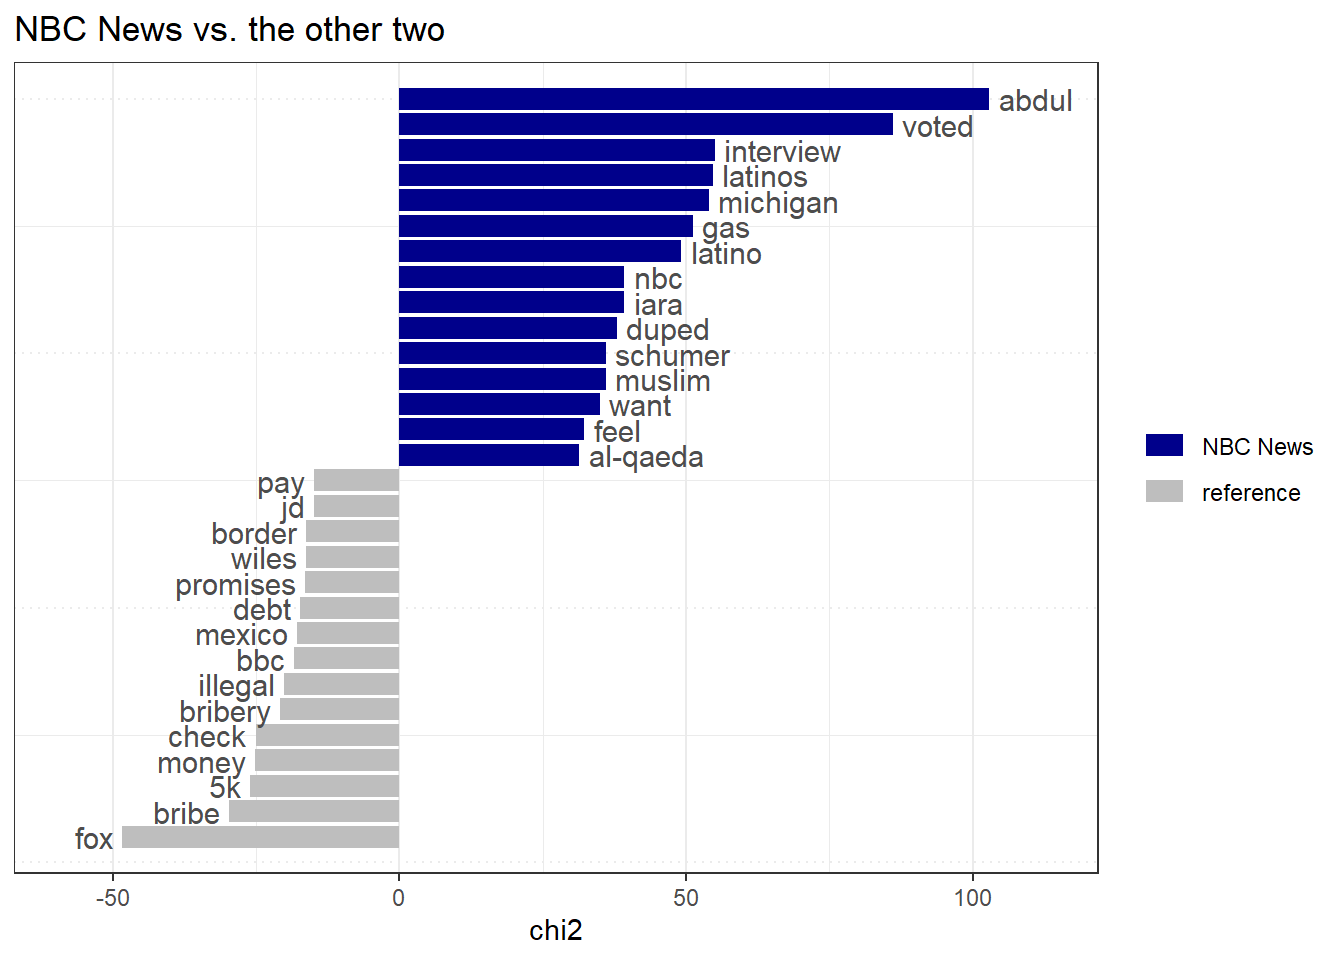 NBC News vs. the other two
abdul
voted
interview
latinos
michigan
gas
latino
nbc
iara
duped
schumer
muslim
want
feel
al-qaeda
pay
jd
border
wiles
promises
debt
mexico
bbc
illegal
bribery
check
money
5k
bribe
fox
NBC News
reference
-50 0 50 100
chi2